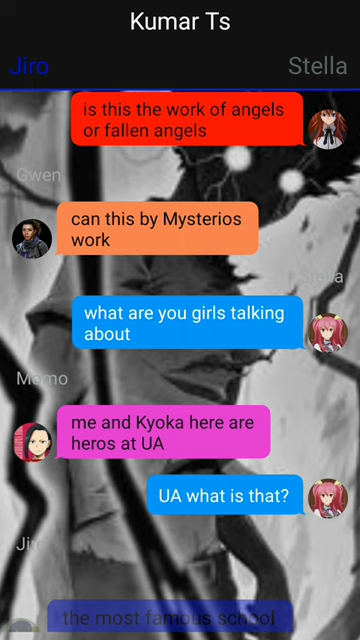 Kumar Ts
Jiro
Stella
is this the work of angels
or fallen angels
Gwen
can this by Mysterios
work
Stella
what are you girls talking
about
Momo
me and Kyoka here are
heros at UA
UA what is that?
Jiro
the most famous school